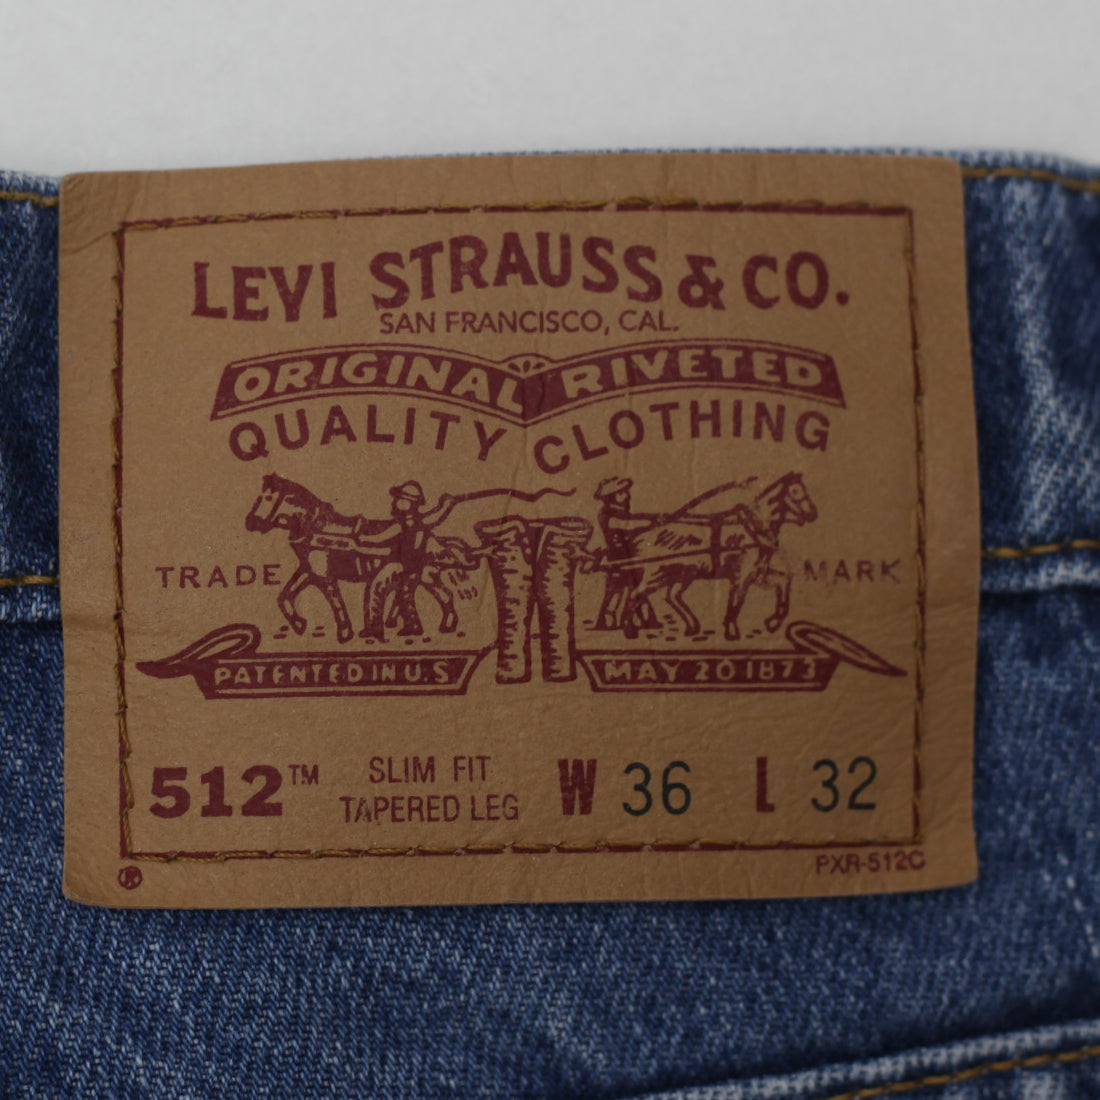 LEVI STRAUSS & CO.
SAN FRANCISCO, CAL.
ORIGINAL RIVETED
QUALITY CLOTHING
TRADE MARK
PATENTED IN U.S MAY 20 1873
512™ SLIM FIT TAPERED LEG W 36 L 32
PXR-512C
®